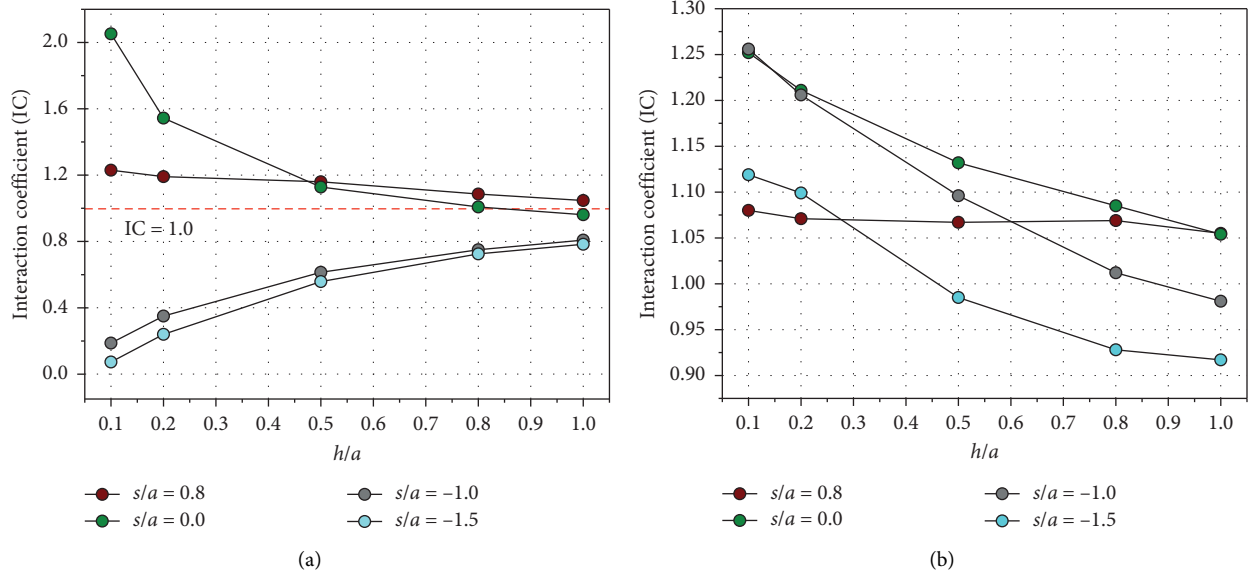 Interaction coefficient (IC)
2.0
1.6
1.2
0.8
0.4
0.0
IC = 1.0
0.1 0.2 0.3 0.4 0.5 0.6 0.7 0.8 0.9 1.0
h/a
s/a = 0.8
s/a = –1.0
s/a = 0.0
s/a = –1.5
(a)
Interaction coefficient (IC)
1.30
1.25
1.20
1.15
1.10
1.05
1.00
0.95
0.90
0.1 0.2 0.3 0.4 0.5 0.6 0.7 0.8 0.9 1.0
h/a
s/a = 0.8
s/a = –1.0
s/a = 0.0
s/a = –1.5
(b)